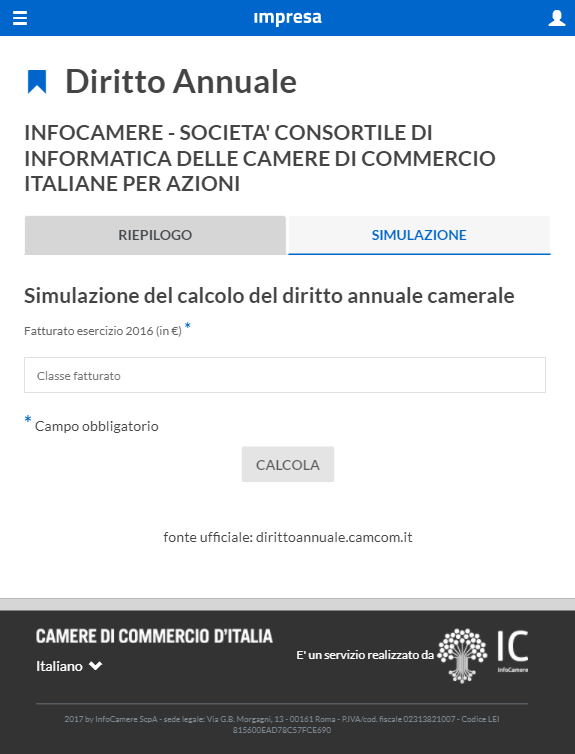 ımpresa
Diritto Annuale
INFOCAMERE - SOCIETA' CONSORTILE DI
INFORMATICA DELLE CAMERE DI COMMERCIO
ITALIANE PER AZIONI
RIEPILOGO
SIMULAZIONE
Simulazione del calcolo del diritto annuale camerale
Fatturato esercizio 2016 (in €) *
Classe fatturato
* Campo obbligatorio
CALCOLA
fonte ufficiale: dirittoannuale.camcom.it
CAMERE DI COMMERCIO D'ITALIA
Italiano
E' un servizio realizzato da
IC
InfoCamere
2017 by InfoCamere ScpA - sede legale: Via G.B. Morgagni, 13 - 00161 Roma - P.IVA/cod. fiscale 02313821007 - Codice LEI
815600EAD78C57FCE690